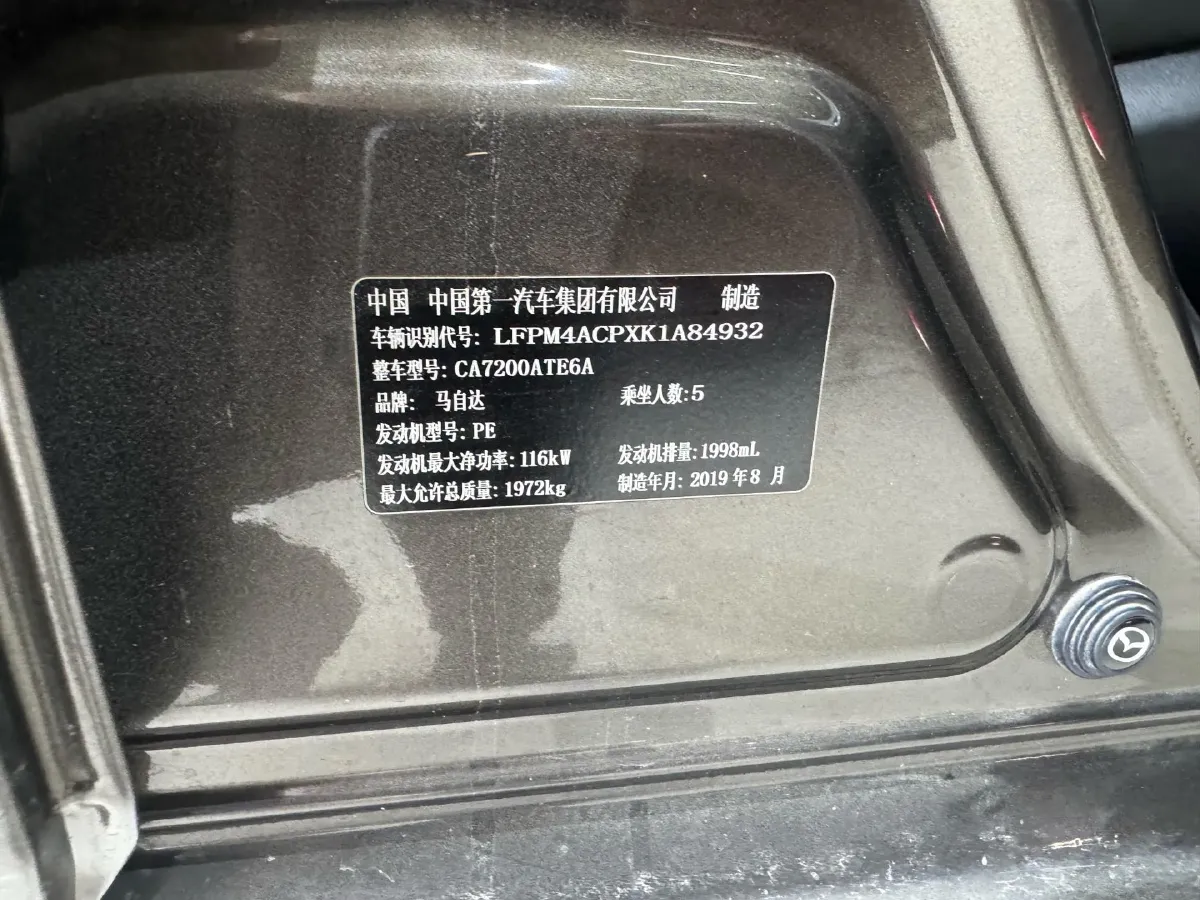 中国 中国第一汽车集团有限公司 制造
车辆识别代号: LFPM4ACPXK1A84932
整车型号: CA7200ATE6A
品牌: 马自达 乘坐人数: 5
发动机型号: PE
发动机最大净功率: 116kW 发动机排量: 1998mL
最大允许总质量: 1972kg 制造年月: 2019 年 8 月